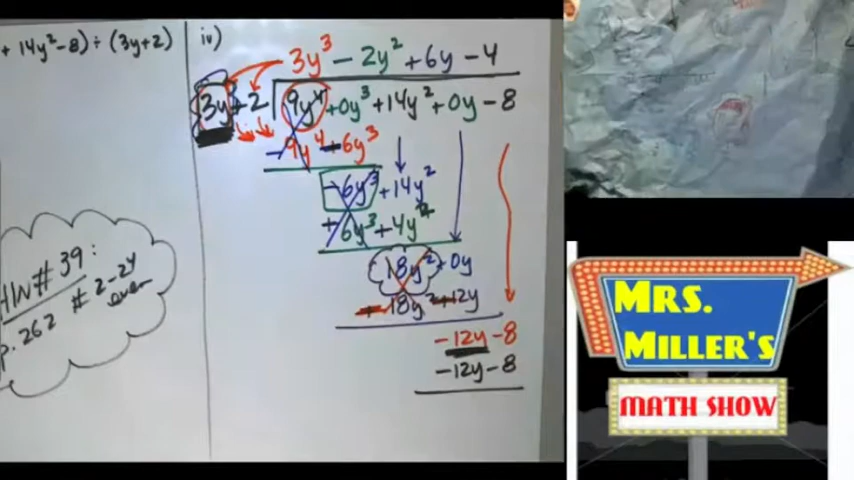 + 14y²-8) ÷ (3y+2)
iv)
3y³ - 2y² + 6y - 4
3y+2 9y⁴ +0y³ +14y² +0y - 8
- 9y⁴ + 6y³
-6y³ +14y²
+ 6y³ + 4y²
18y² + 0y
18y² + 12y
-12y - 8
-12y - 8
HW# 39:
p. 262 # 2-24
even
MRS.
MILLER'S
MATH SHOW